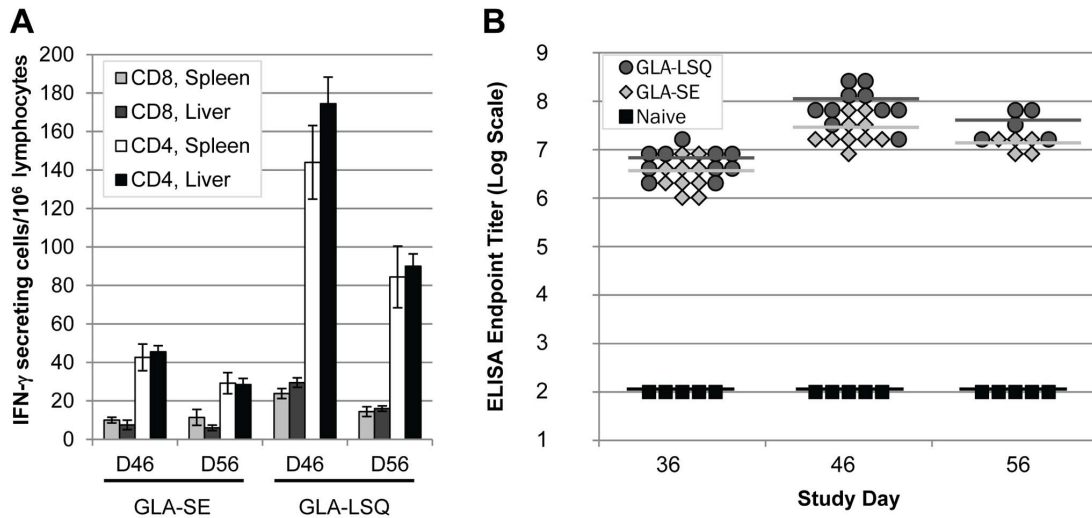 A
IFN-γ secreting cells/10⁶ lymphocytes
200
180
160
140
120
100
80
60
40
20
0
CD8, Spleen
CD8, Liver
CD4, Spleen
CD4, Liver
D46
D56
D46
D56
GLA-SE
GLA-LSQ
B
ELISA Endpoint Titer (Log Scale)
9
8
7
6
5
4
3
2
1
GLA-LSQ
GLA-SE
Naive
36
46
56
Study Day